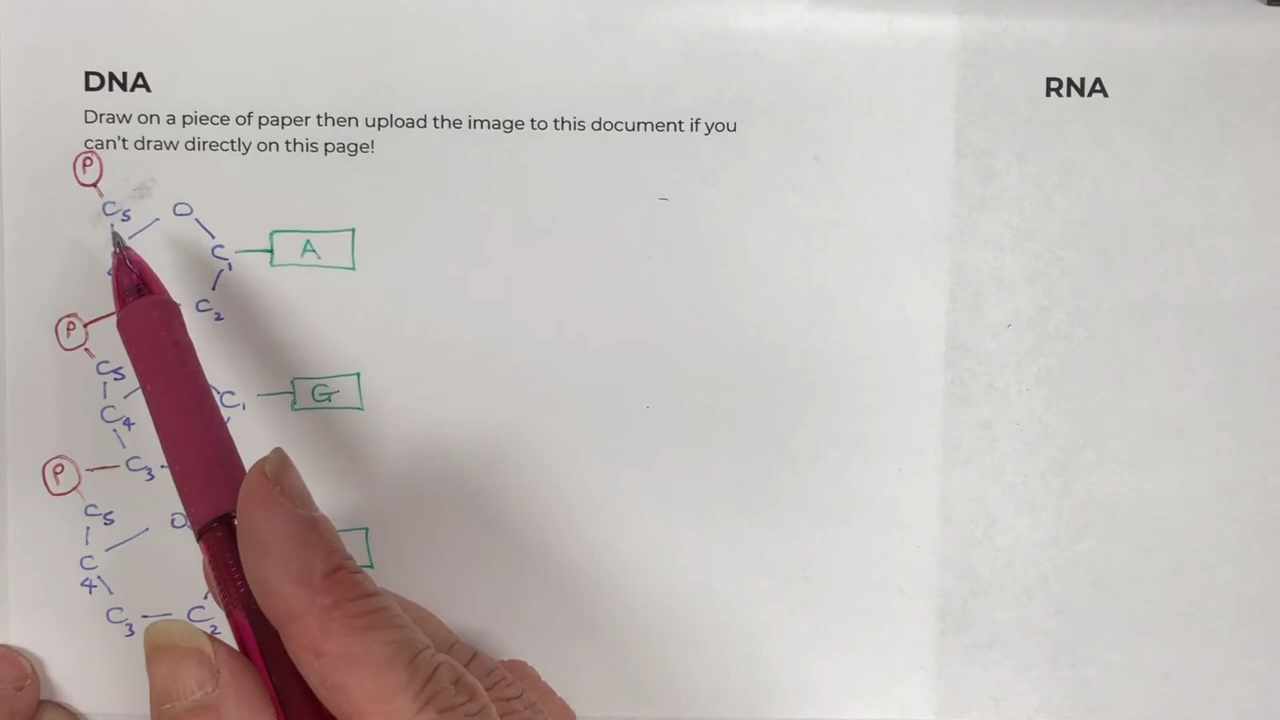 DNA
RNA
Draw on a piece of paper then upload the image to this document if you
can't draw directly on this page!
P
C5 O
C1 A
C2
P
C5
C1 G
C4
P C3
C5 O
C
4
C3 C2